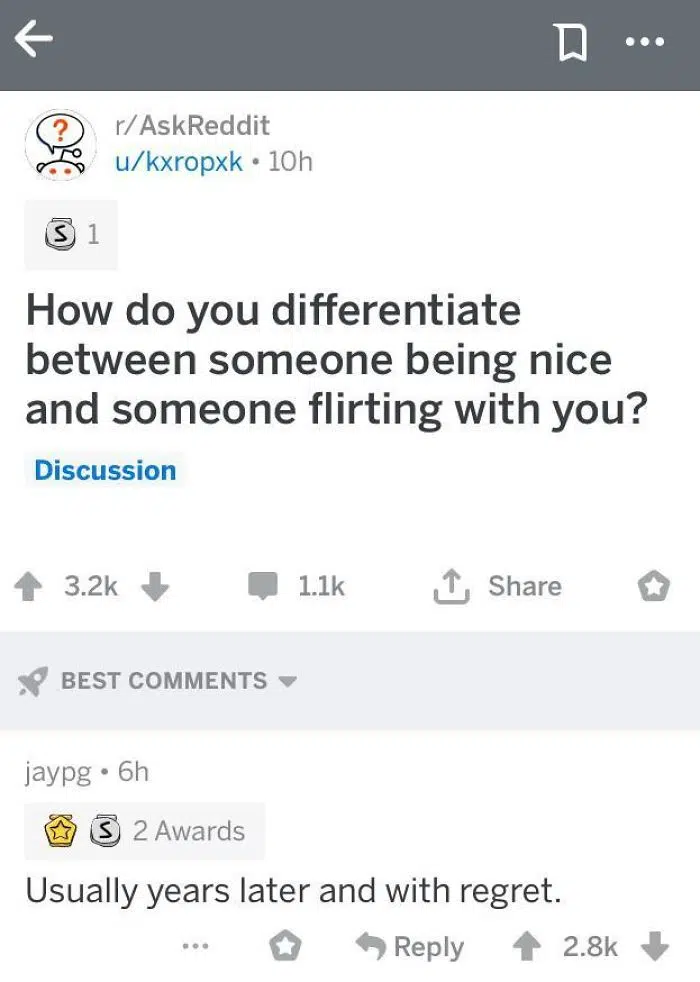 r/AskReddit
u/kxropxk • 10h
S 1
How do you differentiate
between someone being nice
and someone flirting with you?
Discussion
3.2k 1.1k Share
BEST COMMENTS
jaypg • 6h
S 2 Awards
Usually years later and with regret.
Reply 2.8k